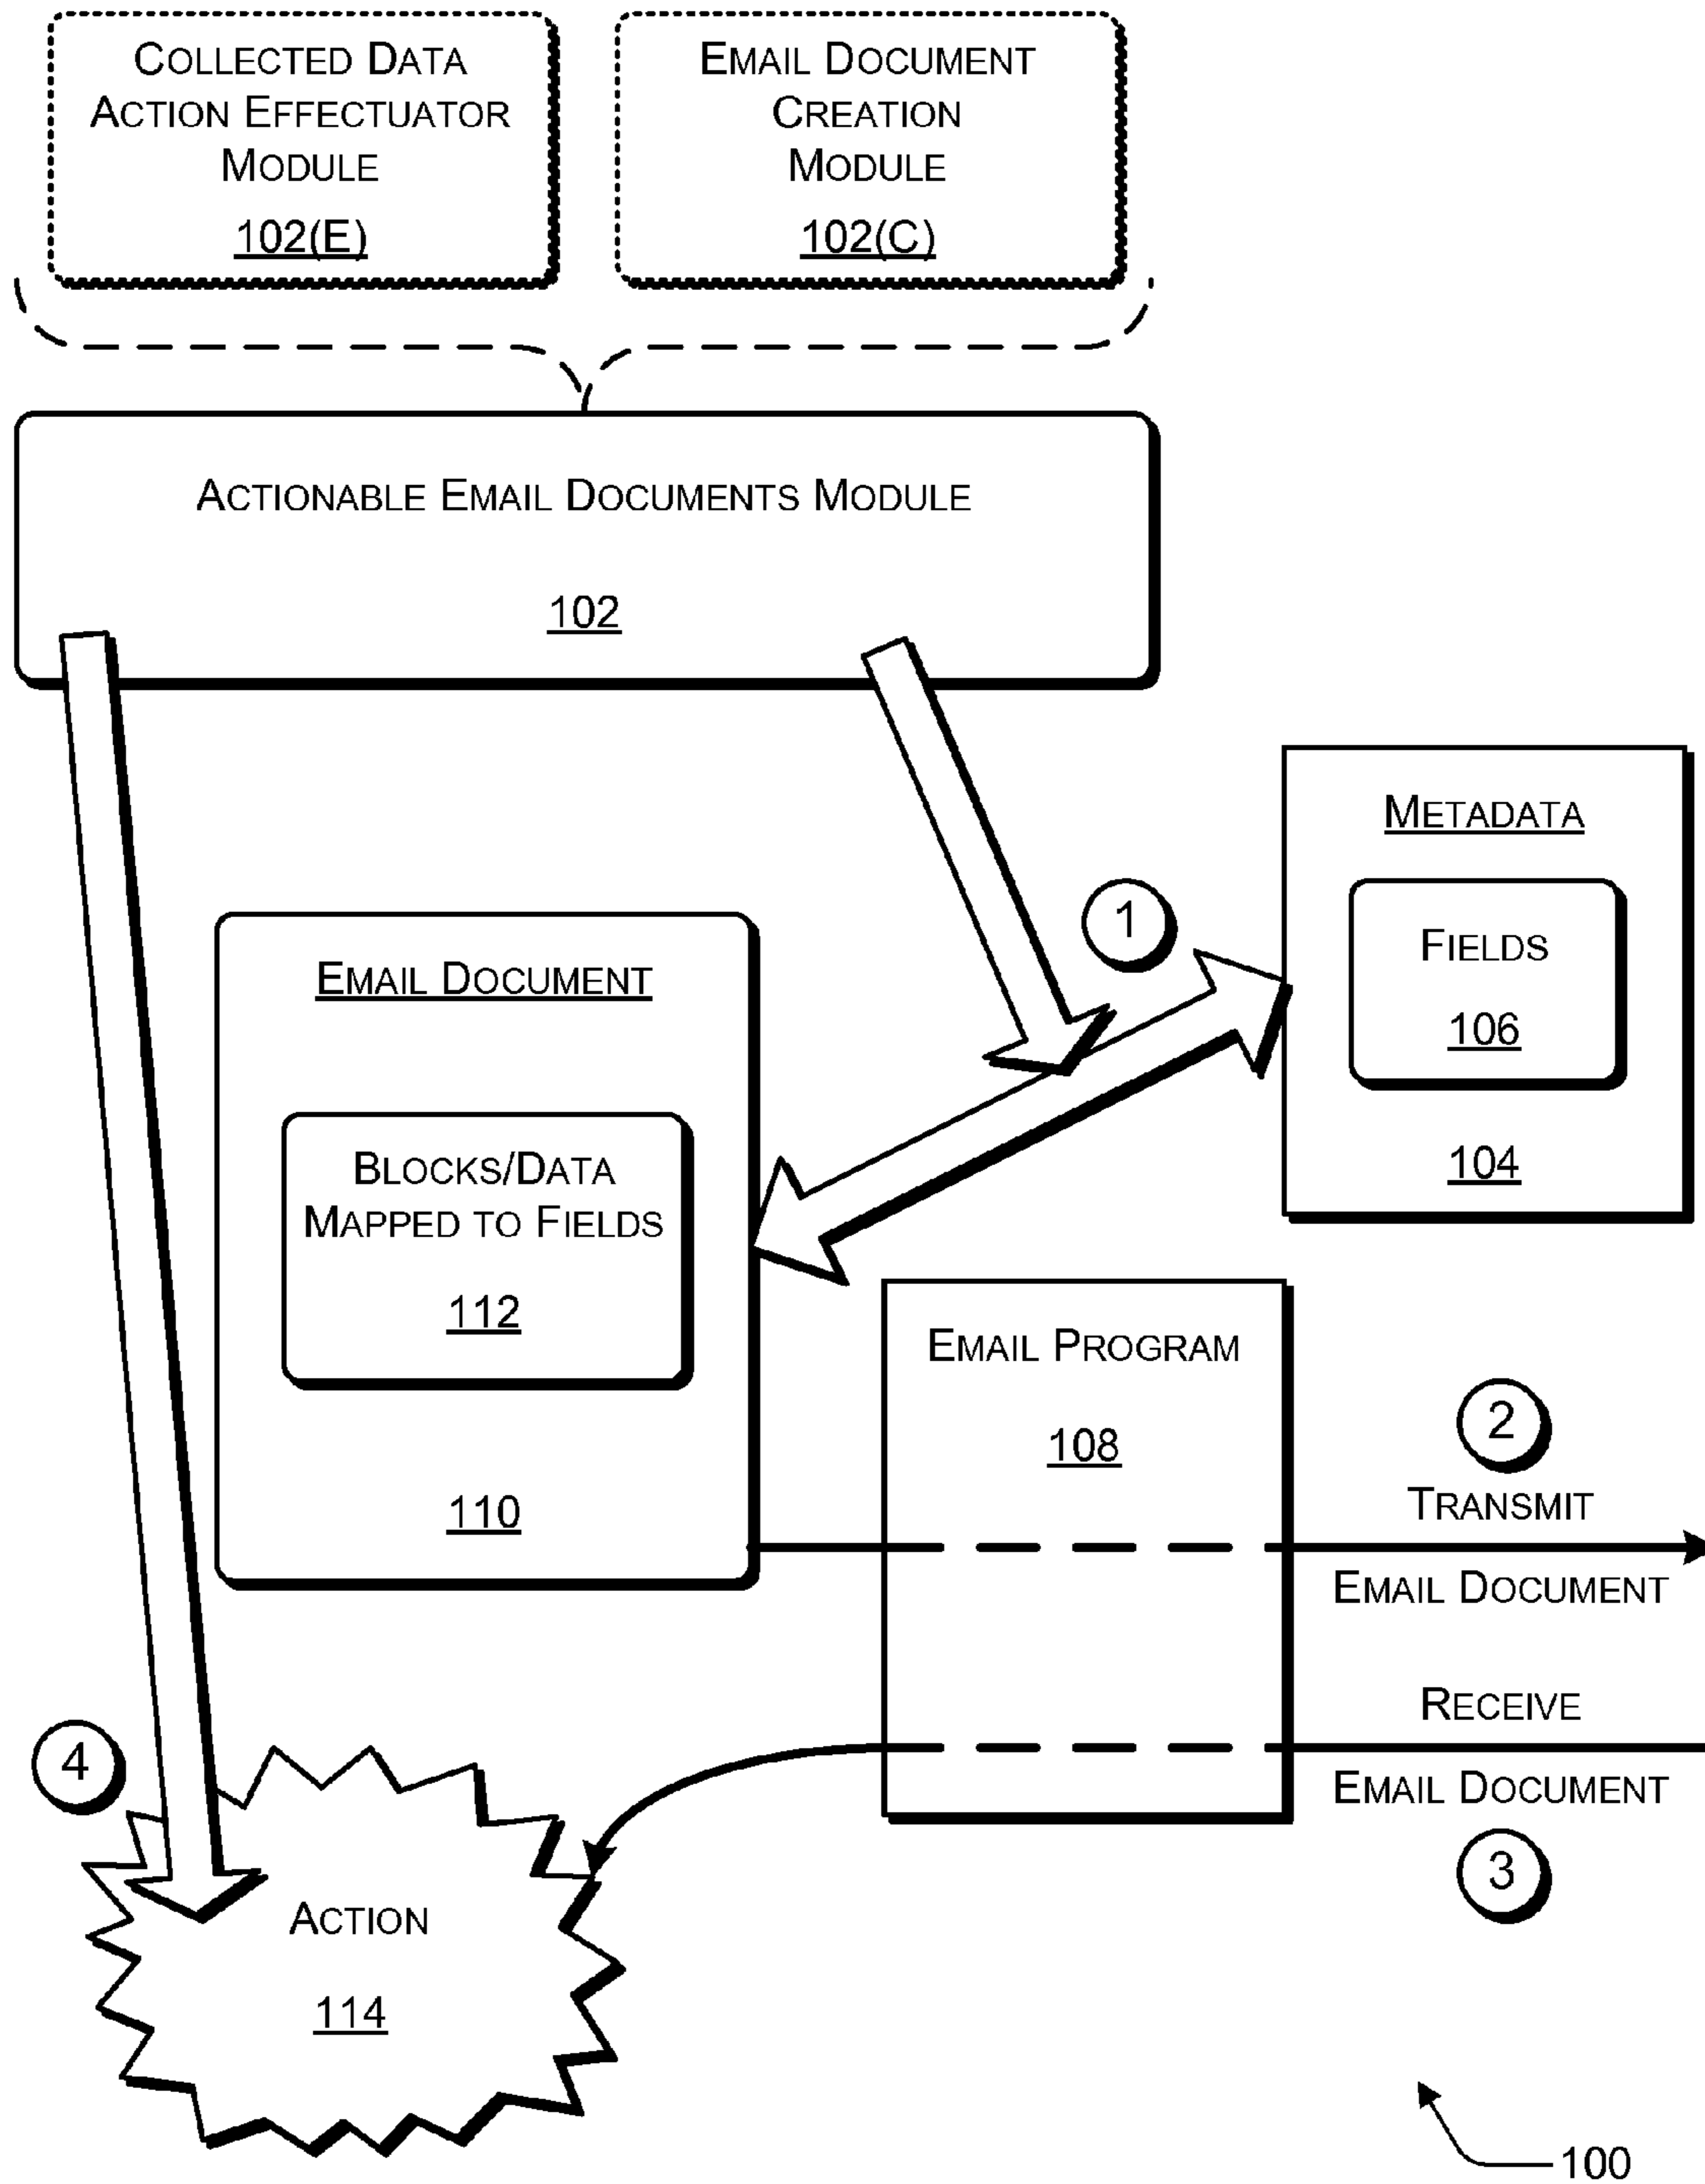 COLLECTED DATA
ACTION EFFECTUATOR
MODULE
102(E)
EMAIL DOCUMENT
CREATION
MODULE
102(C)
ACTIONABLE EMAIL DOCUMENTS MODULE
102
METADATA
FIELDS
106
104
1
EMAIL DOCUMENT
BLOCKS/DATA
MAPPED TO FIELDS
112
110
EMAIL PROGRAM
108
2
TRANSMIT
EMAIL DOCUMENT
RECEIVE
EMAIL DOCUMENT
3
4
ACTION
114
100